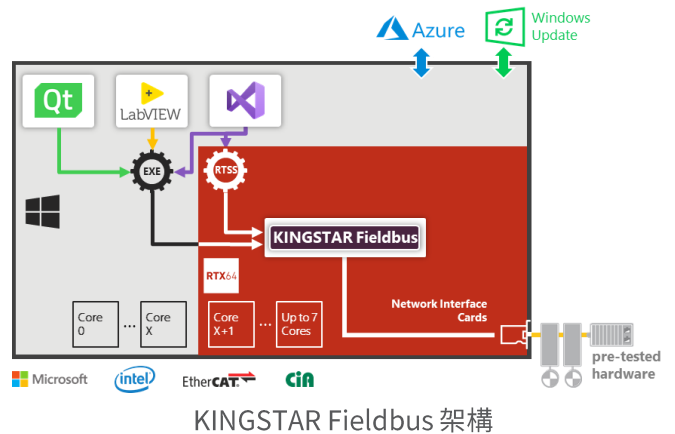 Azure
Windows
Update
Qt
LabVIEW
EXE
RTSS
KINGSTAR Fieldbus
RTX64
Network Interface
Cards
Core
0
...
Core
X
Core
X+1
...
Up to 7
Cores
pre-tested
hardware
Microsoft
intel
EtherCAT
CiA
KINGSTAR Fieldbus 架構